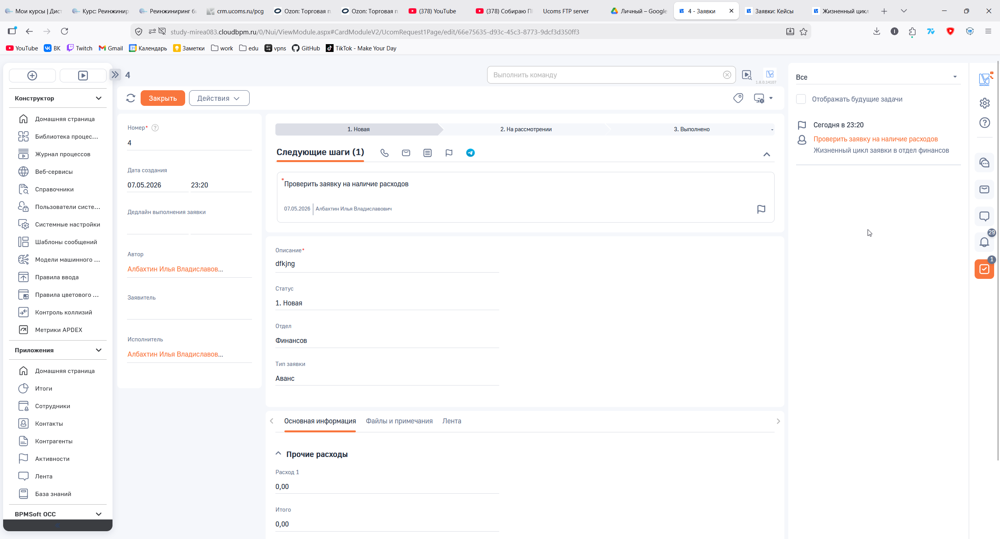 Мои курсы | Дист
Курс: Реинжинир
Реинжиниринг б
crm.ucoms.ru/pcg
Ozon: Торговая п
Ozon: Торговая п
(378) YouTube
(378) Собираю П
Ucoms FTP server
Личный – Google
4 - Заявки
Заявки: Кейсы
Жизненный цикл
study-mirea083.cloudbpm.ru/0/Nui/ViewModule.aspx#CardModuleV2/UcomRequest1Page/edit/66e75635-d93c-45c3-8773-9dcf3d350ff3
YouTube
ВК
Twitch
Gmail
Календарь
Заметки
work
edu
vpns
GitHub
TikTok - Make Your Day
4
Выполнить команду
1.8.0.14107
Закрыть
Действия
Конструктор
Домашняя страница
Библиотека процес...
Журнал процессов
Веб-сервисы
Справочники
Пользователи систе...
Системные настройки
Шаблоны сообщений
Модели машинного ...
Правила ввода
Правила цветового ...
Контроль коллизий
Метрики APDEX
Приложения
Домашняя страница
Итоги
Сотрудники
Контакты
Контрагенты
Активности
Лента
База знаний
BPMSoft ОСС
Номер*
4
Дата создания
07.05.2026 23:20
Дедлайн выполнения заявки
Автор
Албахтин Илья Владиславов...
Заявитель
Исполнитель
Албахтин Илья Владиславов...
1. Новая
2. На рассмотрении
3. Выполнено
Следующие шаги (1)
*Проверить заявку на наличие расходов
07.05.2026 Албахтин Илья Владиславович
Описание*
dfkjng
Статус
1. Новая
Отдел
Финансов
Тип заявки
Аванс
Основная информация
Файлы и примечания
Лента
Прочие расходы
Расход 1
0,00
Итого
0,00
Все
Отображать будущие задачи
Сегодня в 23:20
Проверить заявку на наличие расходов
Жизненный цикл заявки в отдел финансов
ЮКОМС
29
1